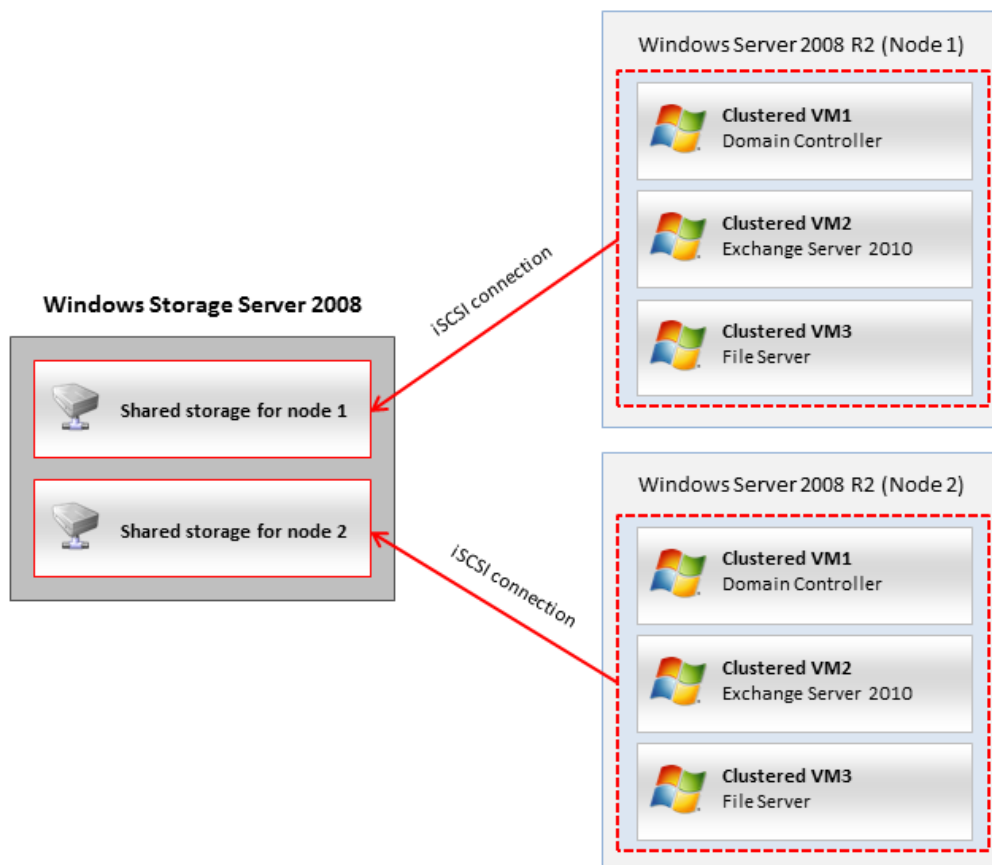 Windows Storage Server 2008
Shared storage for node 1
Shared storage for node 2
iSCSI connection
iSCSI connection
Windows Server 2008 R2 (Node 1)
Clustered VM1
Domain Controller
Clustered VM2
Exchange Server 2010
Clustered VM3
File Server
Windows Server 2008 R2 (Node 2)
Clustered VM1
Domain Controller
Clustered VM2
Exchange Server 2010
Clustered VM3
File Server